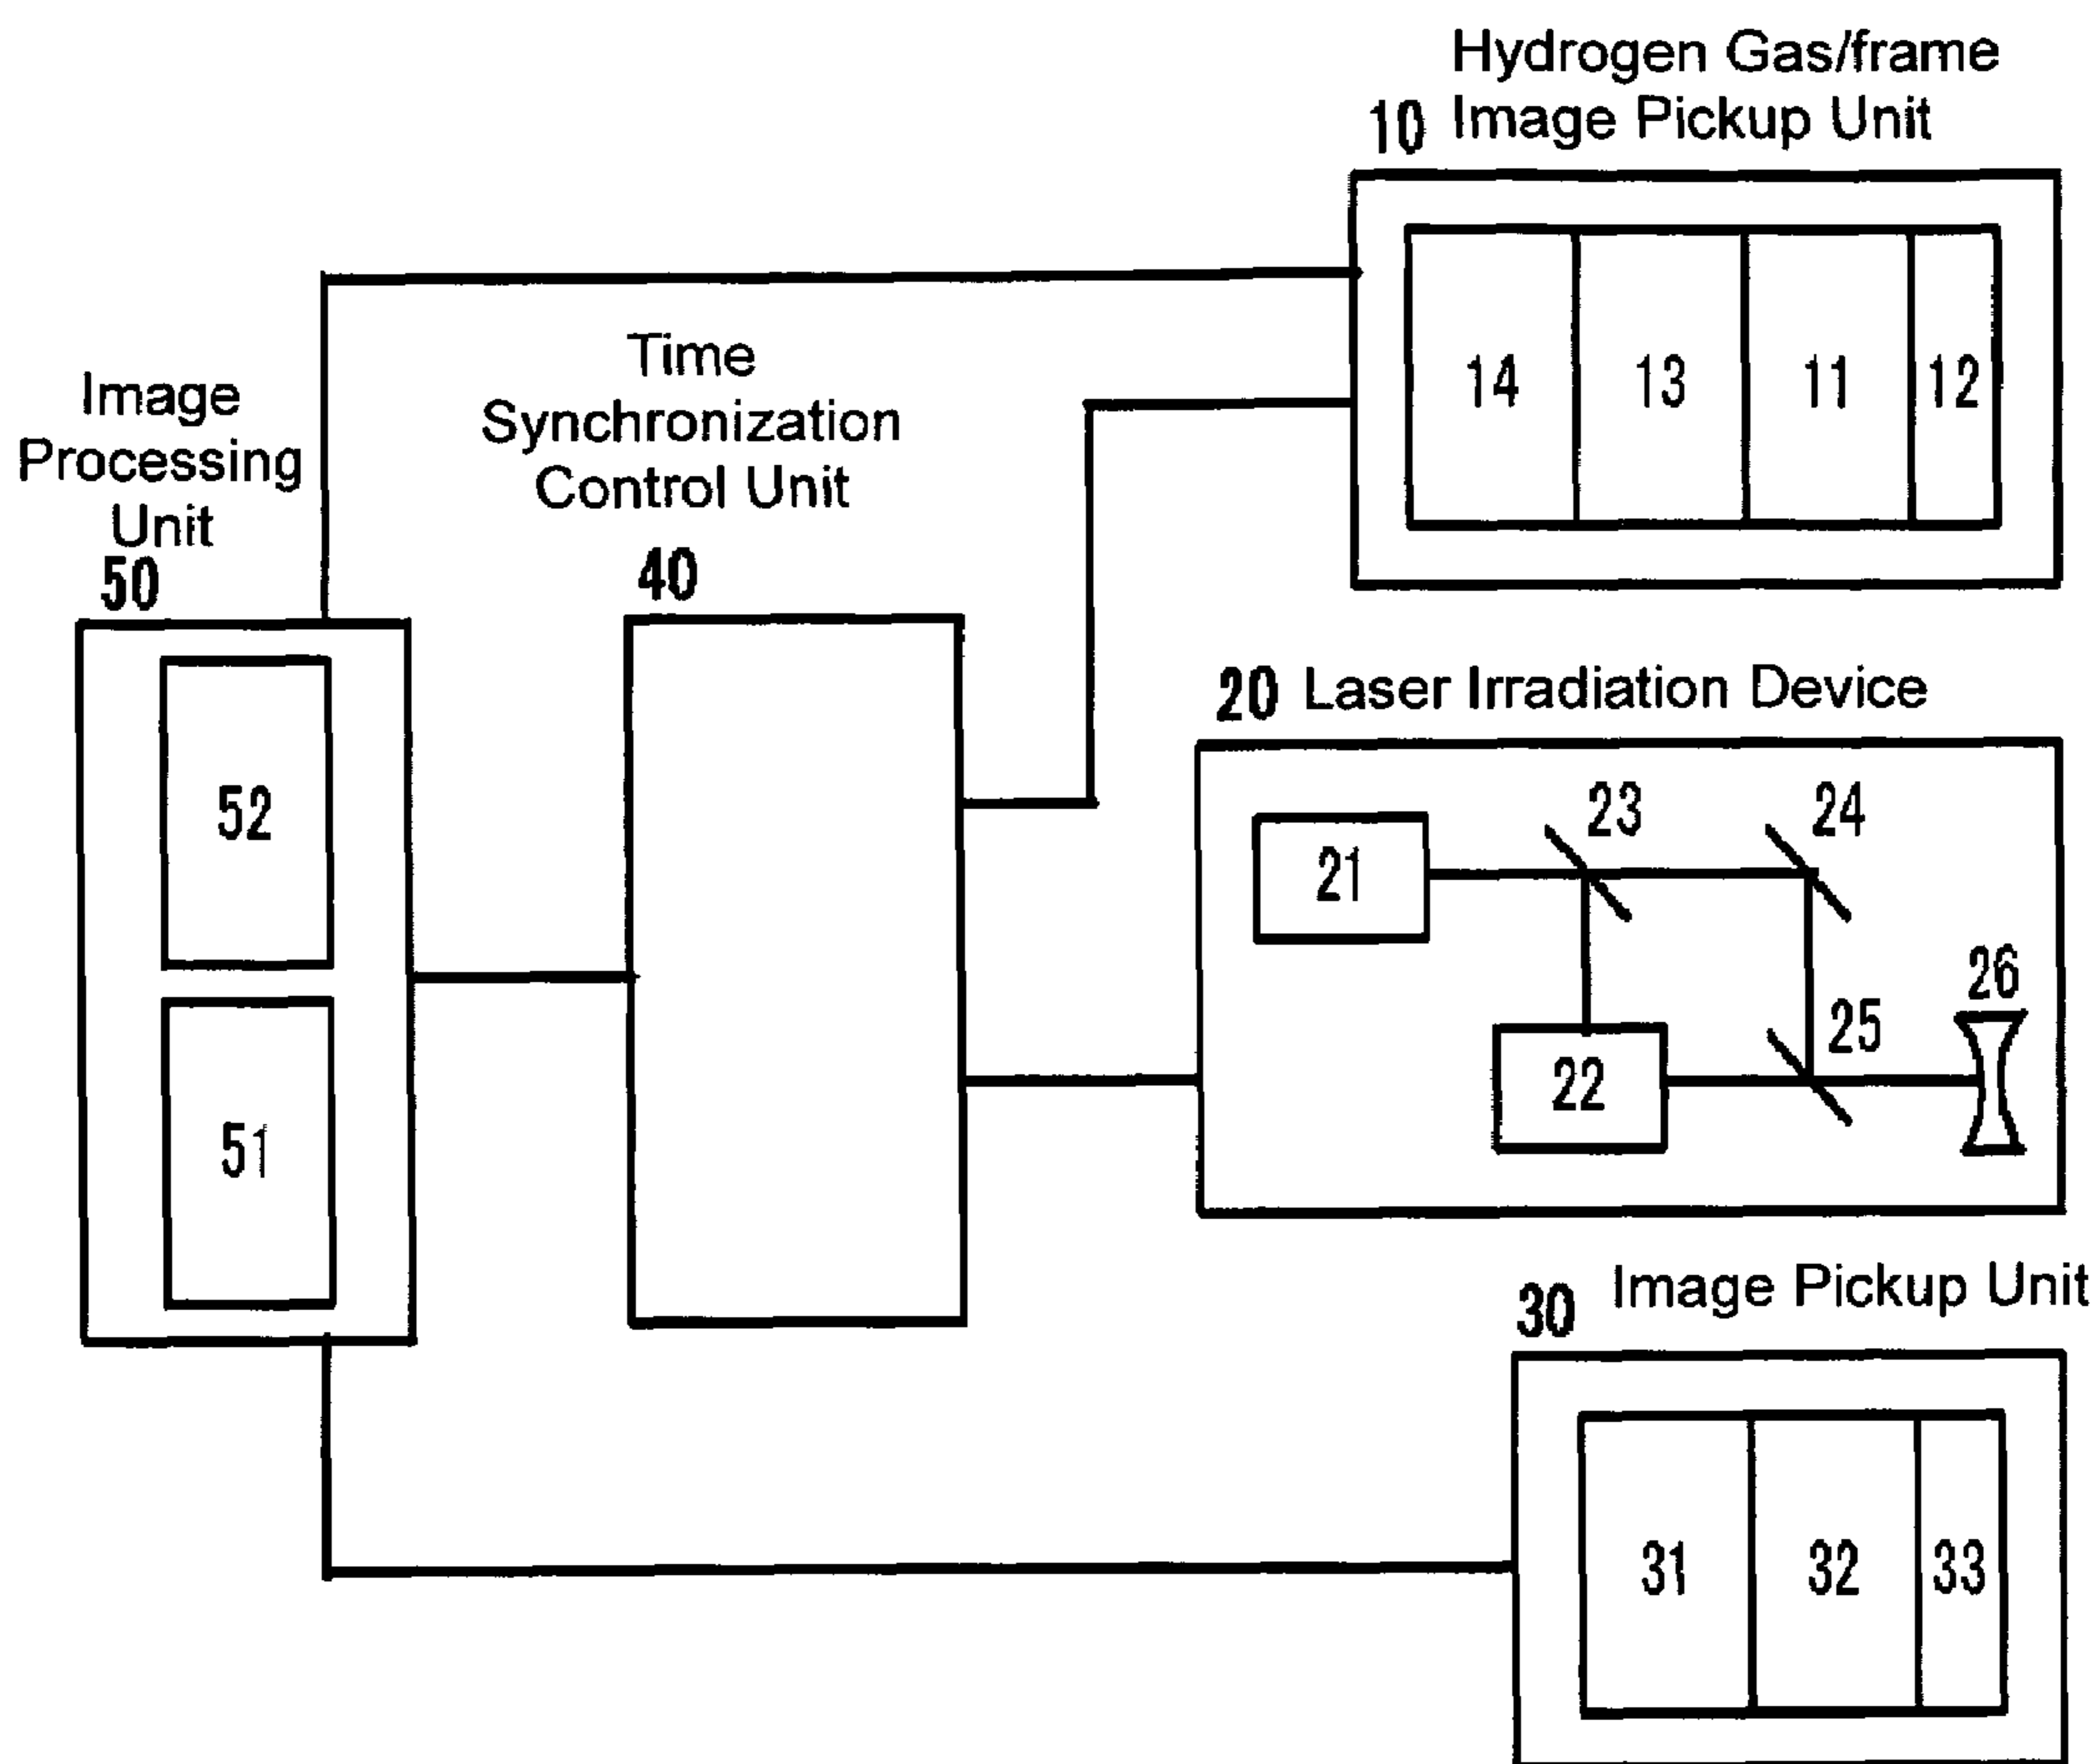 Hydrogen Gas/frame
10 Image Pickup Unit
14 13 11 12
Time
Synchronization
Control Unit
40
Image
Processing
Unit
50
52
51
20 Laser Irradiation Device
21
23
24
22
25
26
30 Image Pickup Unit
31 32 33